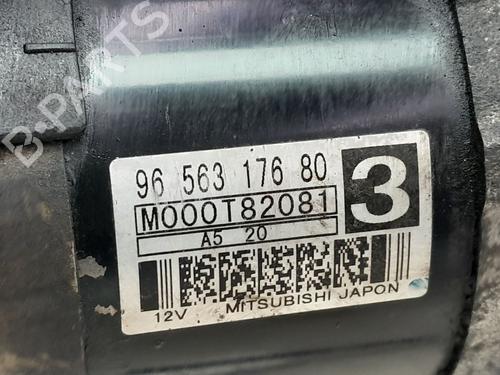 B-PARTS
96 563 176 80
3
M000T82081
A5 20
12V MITSUBISHI JAPON